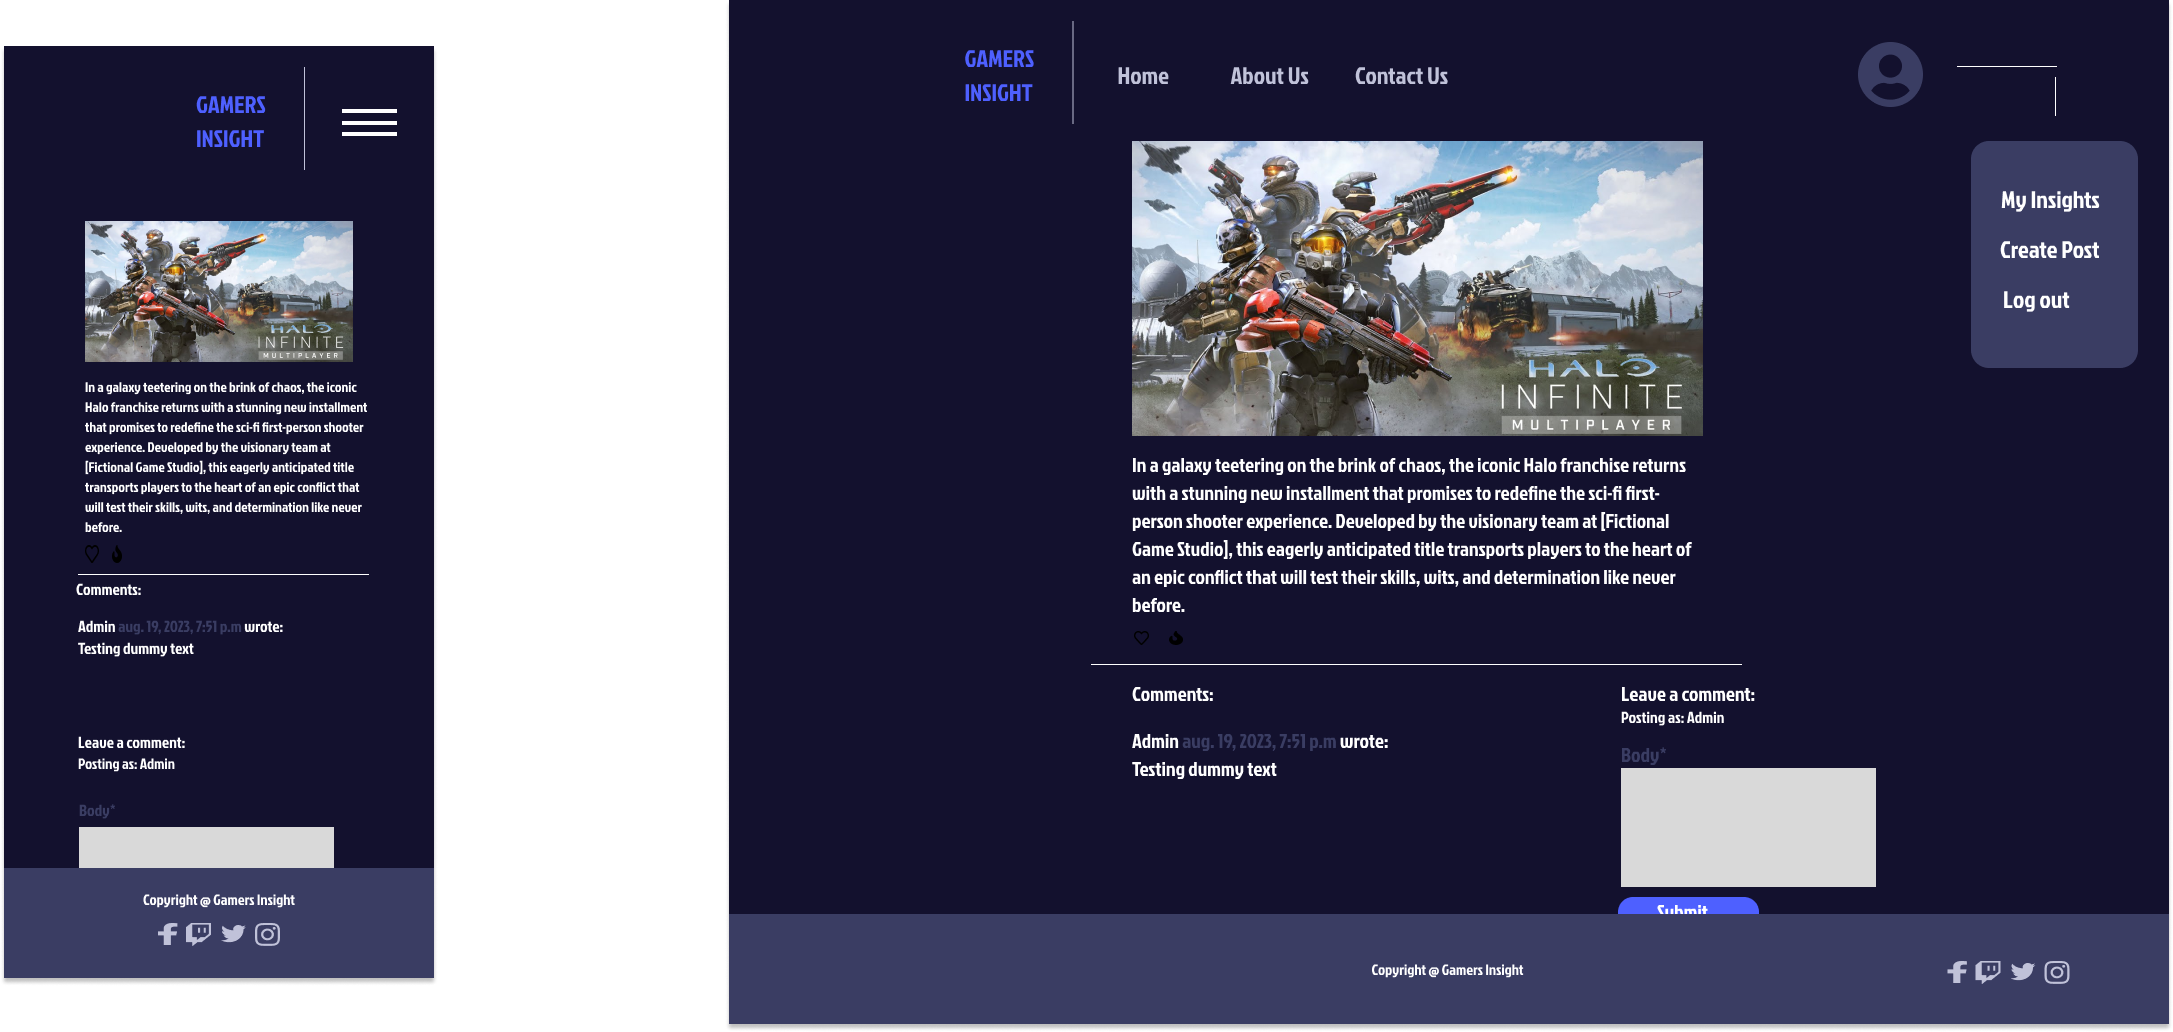 GAMERS
INSIGHT
HALO
INFINITE
MULTIPLAYER
In a galaxy teetering on the brink of chaos, the iconic
Halo franchise returns with a stunning new installment
that promises to redefine the sci-fi first-person shooter
experience. Developed by the visionary team at
[Fictional Game Studio], this eagerly anticipated title
transports players to the heart of an epic conflict that
will test their skills, wits, and determination like never
before.
Comments:
Admin aug. 19, 2023, 7:51 p.m wrote:
Testing dummy text
Leave a comment:
Posting as: Admin
Body*
Copyright @ Gamers Insight
GAMERS
INSIGHT
Home About Us Contact Us
My Insights
Create Post
Log out
HALO
INFINITE
MULTIPLAYER
In a galaxy teetering on the brink of chaos, the iconic Halo franchise returns
with a stunning new installment that promises to redefine the sci-fi first-
person shooter experience. Developed by the visionary team at [Fictional
Game Studio], this eagerly anticipated title transports players to the heart of
an epic conflict that will test their skills, wits, and determination like never
before.
Comments:
Admin aug. 19, 2023, 7:51 p.m wrote:
Testing dummy text
Leave a comment:
Posting as: Admin
Body*
Submit
Copyright @ Gamers Insight